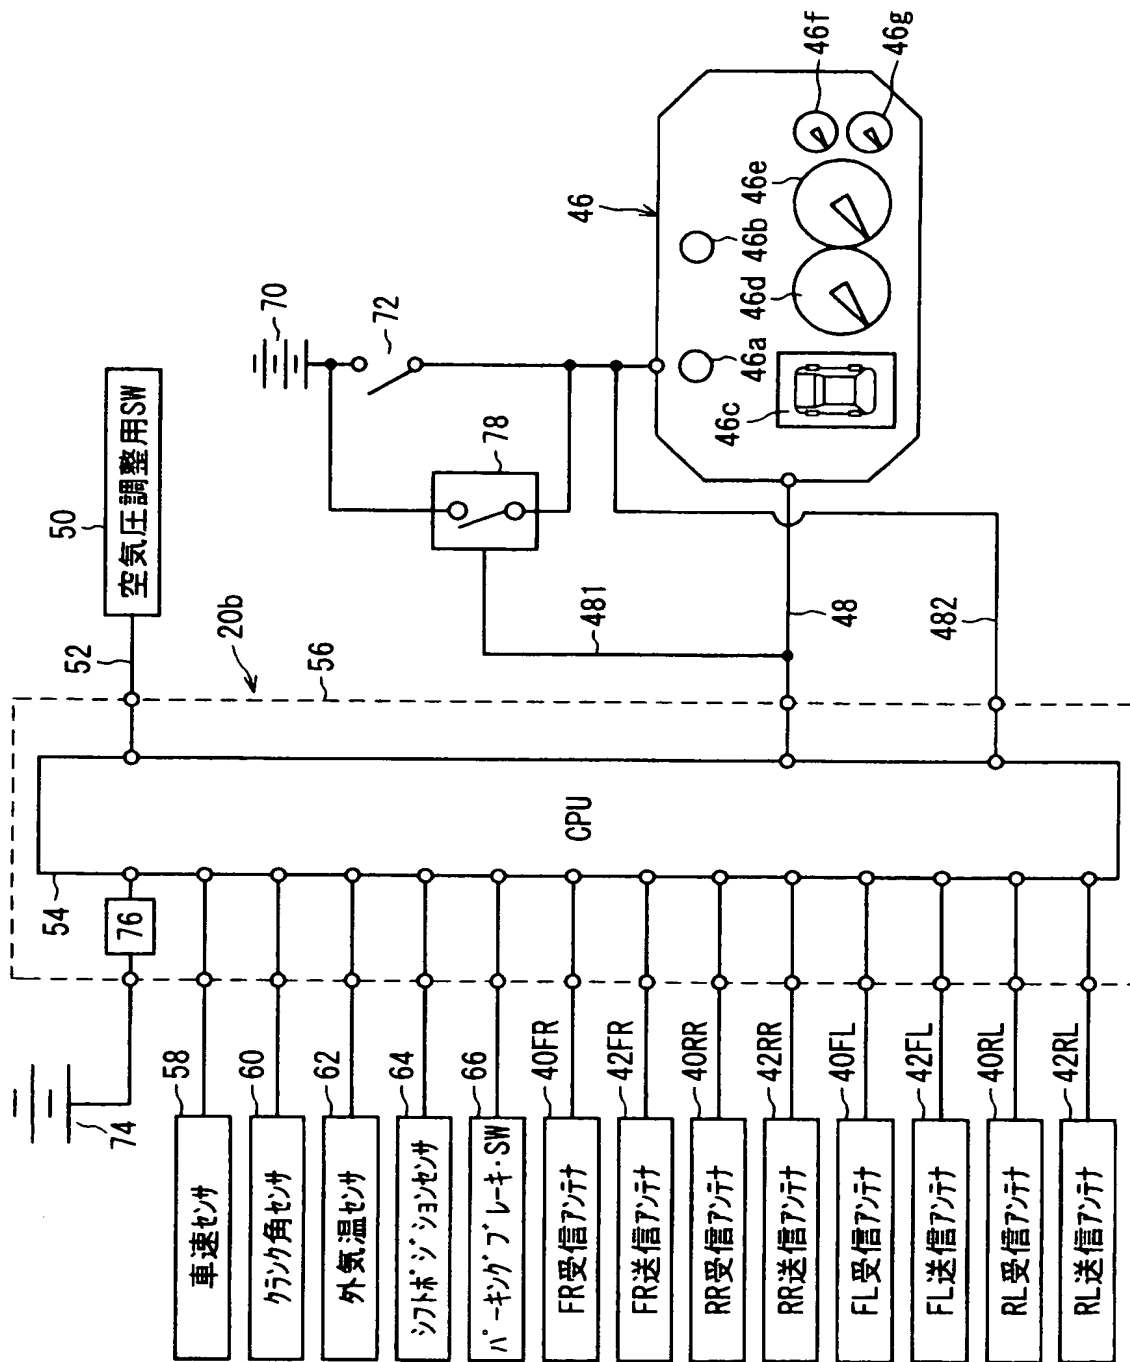 74
76
54
58
車速センサ
60
クランク角センサ
62
外気温センサ
64
シフトポジションセンサ
66
パーキングブレーキ・SW
40FR
FR受信アンテナ
42FR
FR送信アンテナ
40RR
RR受信アンテナ
42RR
RR送信アンテナ
40FL
FL受信アンテナ
42FL
FL送信アンテナ
40RL
RL受信アンテナ
42RL
RL送信アンテナ
CPU
56
20b
52
50
空気圧調整用SW
481
48
482
78
70
72
46
46a
46b
46c
46d
46e
46f
46g